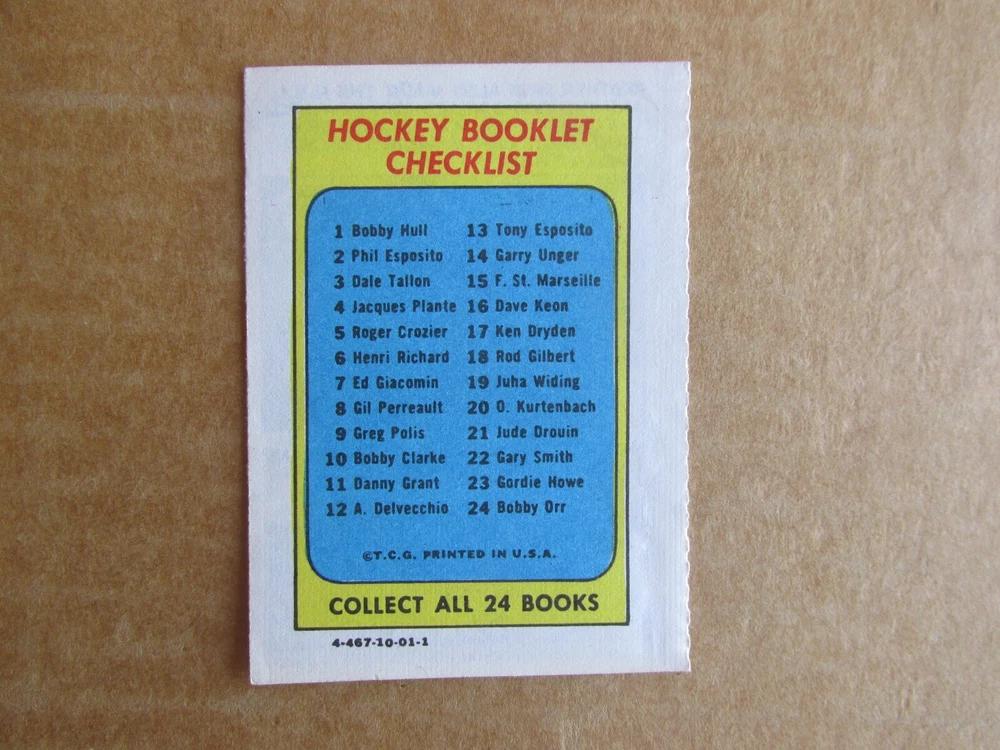 HOCKEY BOOKLET
CHECKLIST
1 Bobby Hull
2 Phil Esposito
3 Dale Tallon
4 Jacques Plante
5 Roger Crozier
6 Henri Richard
7 Ed Giacomin
8 Gil Perreault
9 Greg Polis
10 Bobby Clarke
11 Danny Grant
12 A. Delvecchio
13 Tony Esposito
14 Garry Unger
15 F. St. Marseille
16 Dave Keon
17 Ken Dryden
18 Rod Gilbert
19 Juha Widing
20 O. Kurtenbach
21 Jude Drouin
22 Gary Smith
23 Gordie Howe
24 Bobby Orr
©T.C.G. PRINTED IN U.S.A.
COLLECT ALL 24 BOOKS
4-467-10-01-1